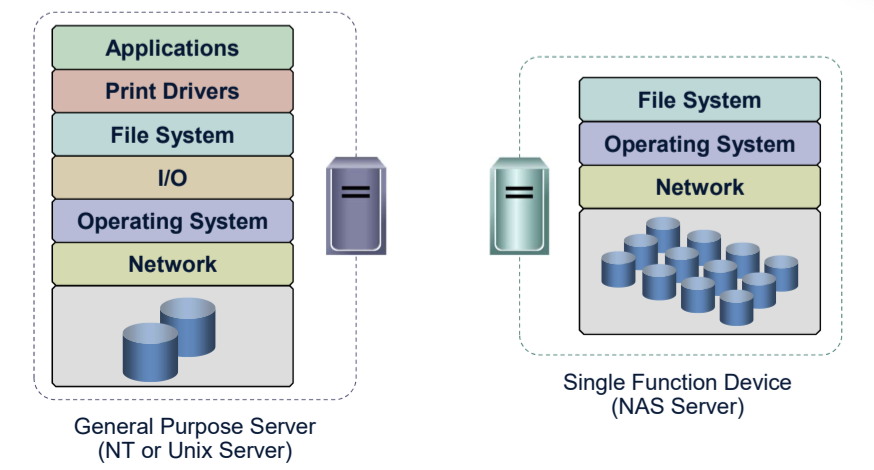 Applications
Print Drivers
File System
I/O
Operating System
Network
General Purpose Server
(NT or Unix Server)
File System
Operating System
Network
Single Function Device
(NAS Server)